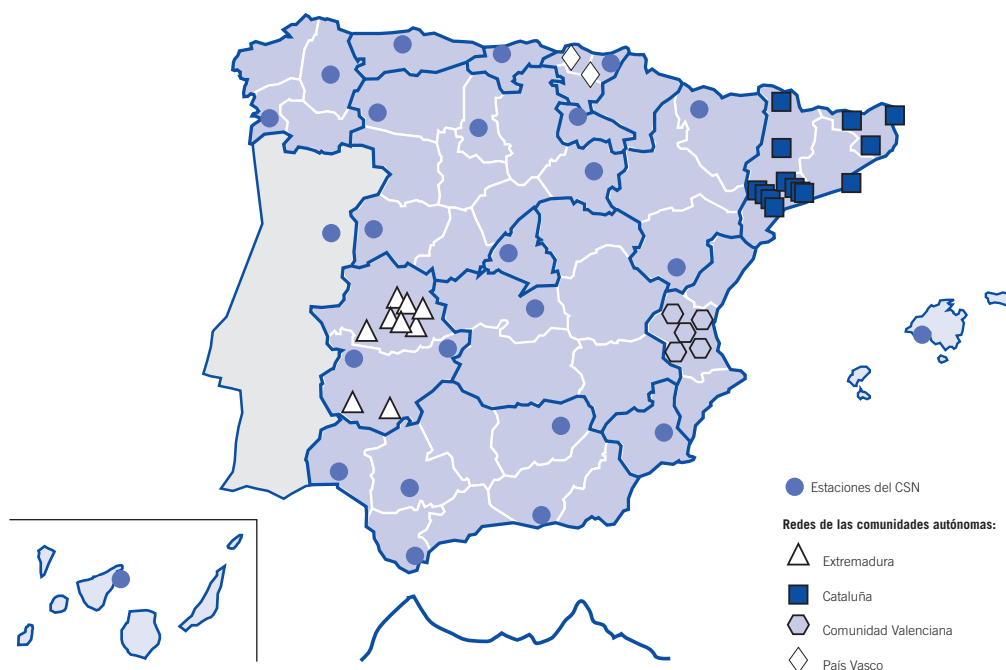 Estaciones del CSN
Redes de las comunidades autónomas:
Extremadura
Cataluña
Comunidad Valenciana
País Vasco